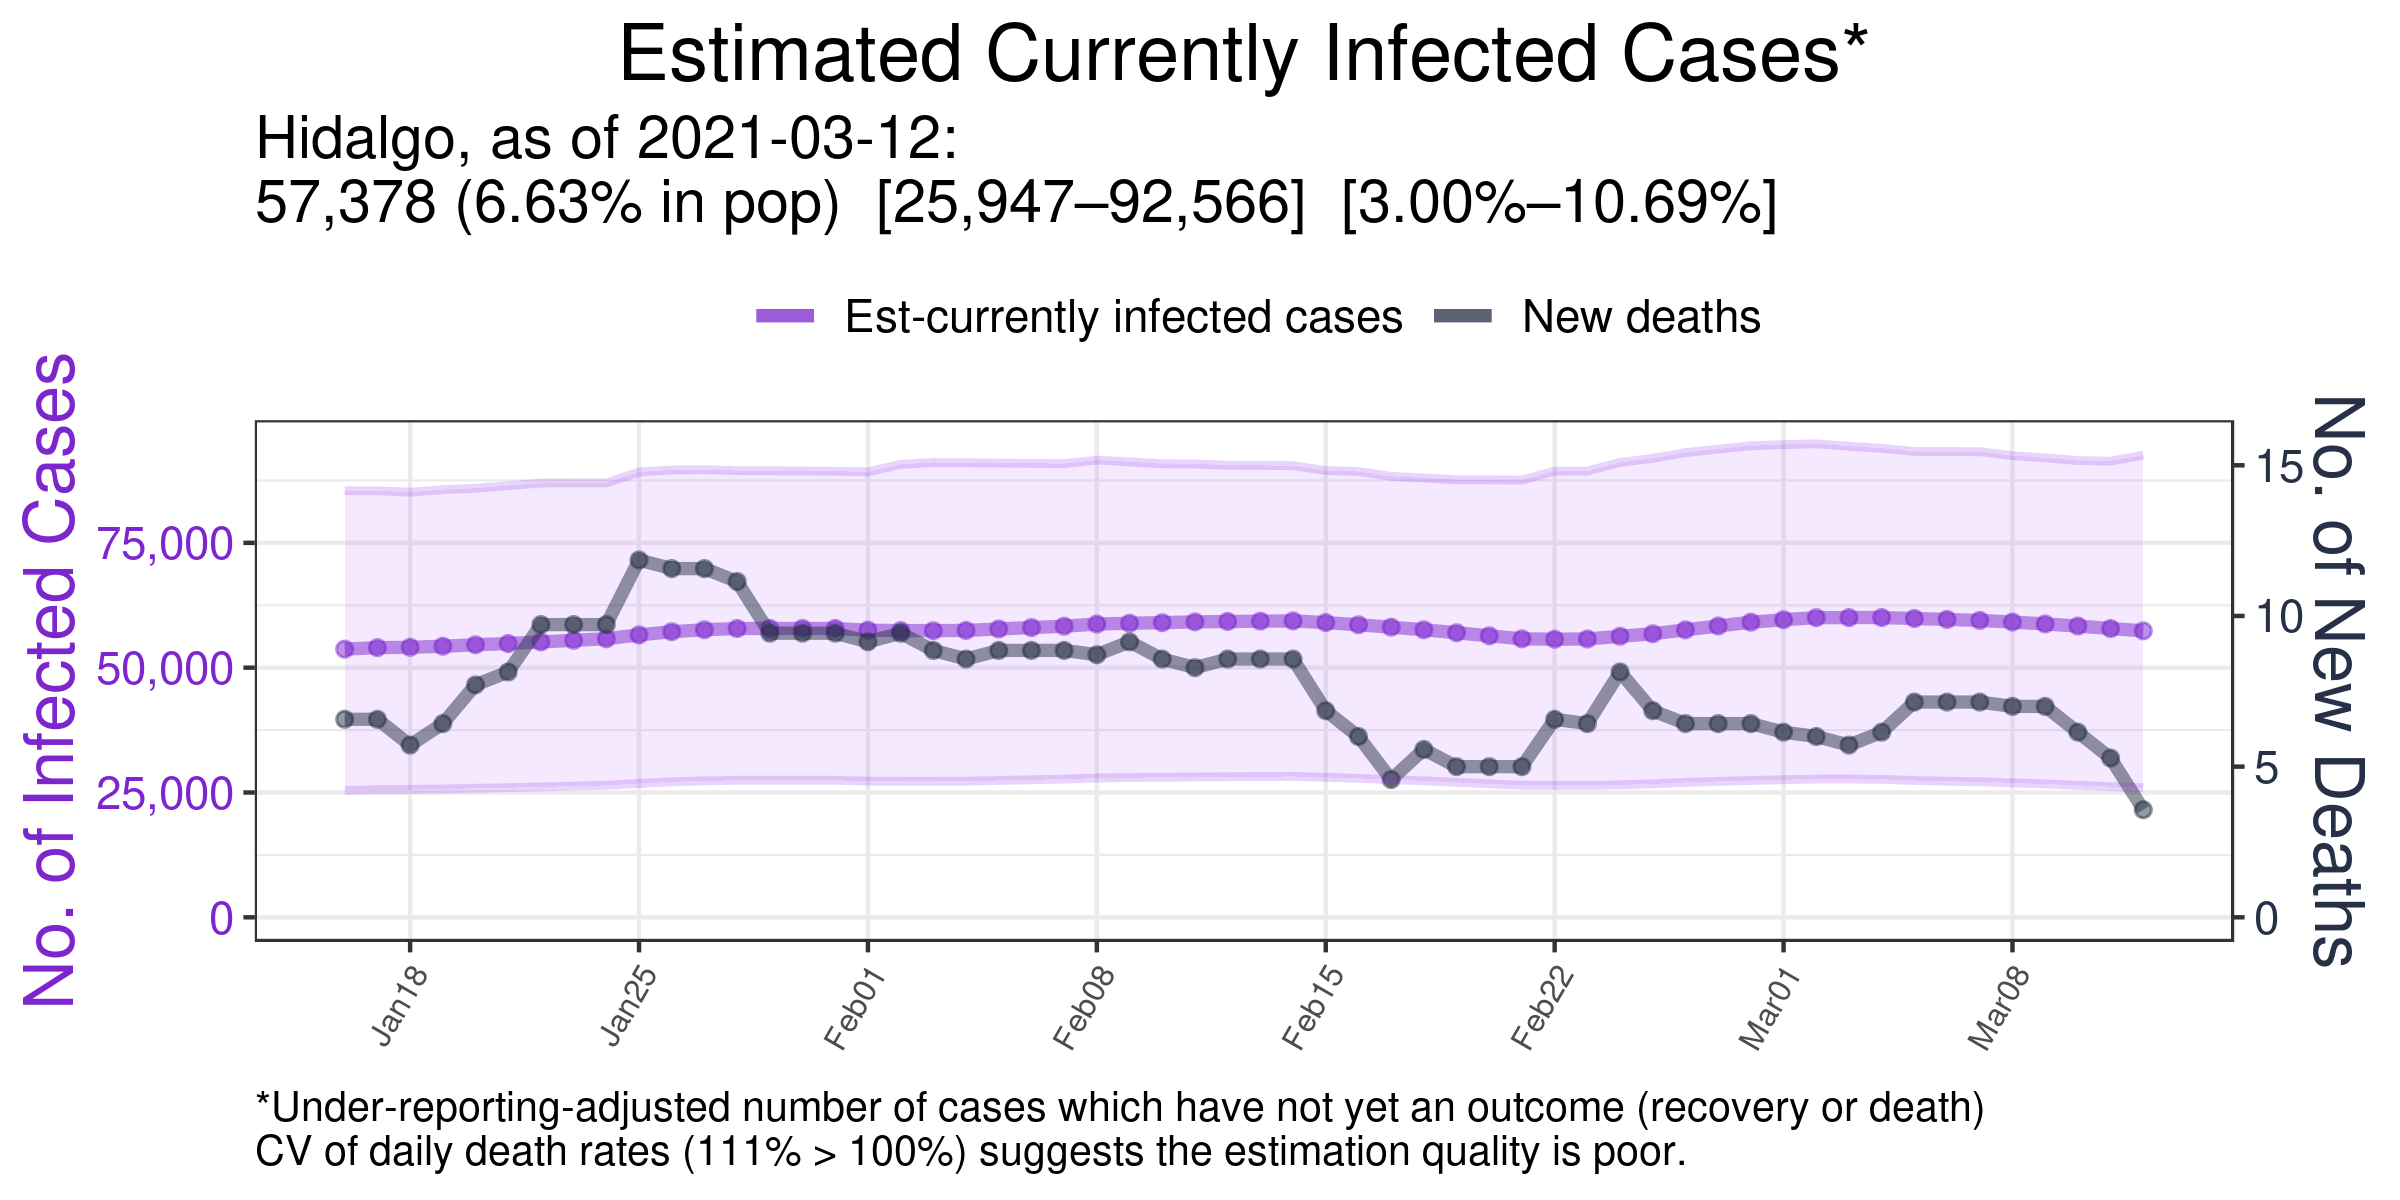 Estimated Currently Infected Cases*
Hidalgo, as of 2021-03-12:
57,378 (6.63% in pop)  [25,947–92,566]  [3.00%–10.69%]
Est-currently infected cases
New deaths
No. of Infected Cases
75,000
50,000
25,000
0
15
10
5
0
No. of New Deaths
Jan18
Jan25
Feb01
Feb08
Feb15
Feb22
Mar01
Mar08
*Under-reporting-adjusted number of cases which have not yet an outcome (recovery or death)
CV of daily death rates (111% > 100%) suggests the estimation quality is poor.